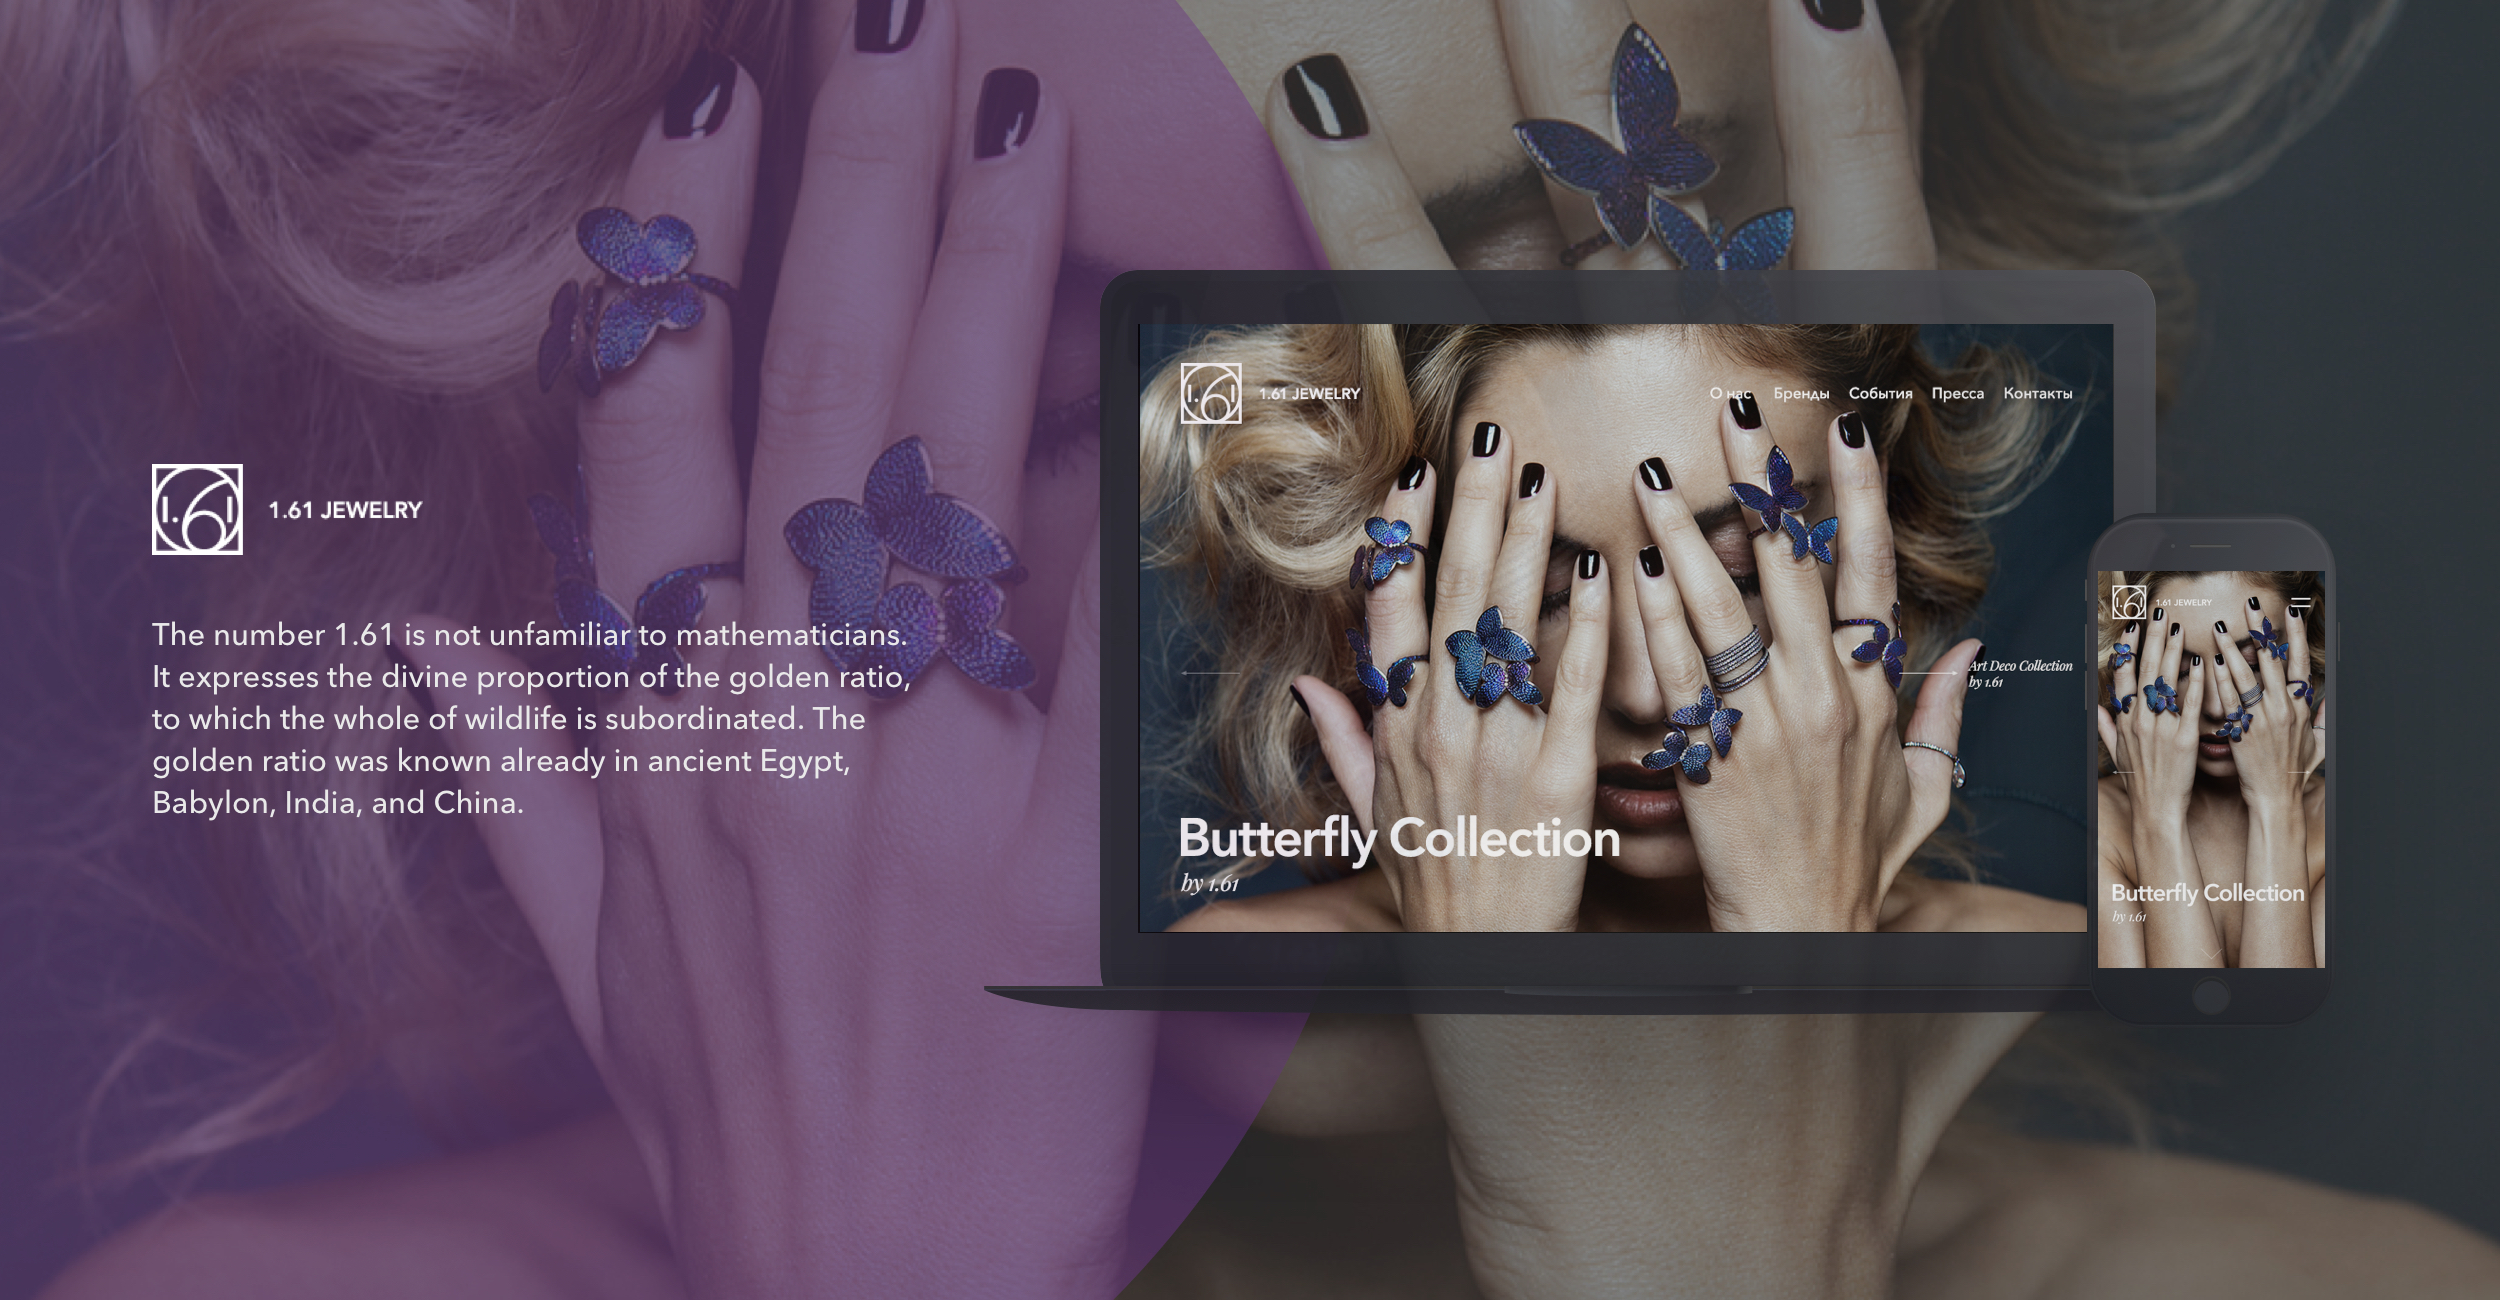 1.61
1.61 JEWELRY
The number 1.61 is not unfamiliar to mathematicians.
It expresses the divine proportion of the golden ratio,
to which the whole of wildlife is subordinated. The
golden ratio was known already in ancient Egypt,
Babylon, India, and China.
1.61
1.61 JEWELRY
О нас Бренды События Пресса Контакты
Art Deco Collection
by 1.61
Butterfly Collection
by 1.61
1.61
1.61 JEWELRY
Butterfly Collection
by 1.61